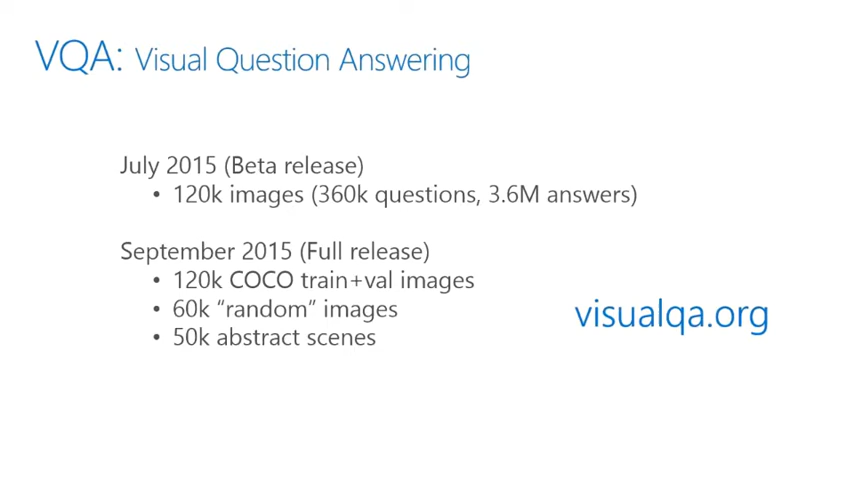 VQA: Visual Question Answering
July 2015 (Beta release)
• 120k images (360k questions, 3.6M answers)
September 2015 (Full release)
• 120k COCO train+val images
• 60k “random” images
• 50k abstract scenes
visualqa.org